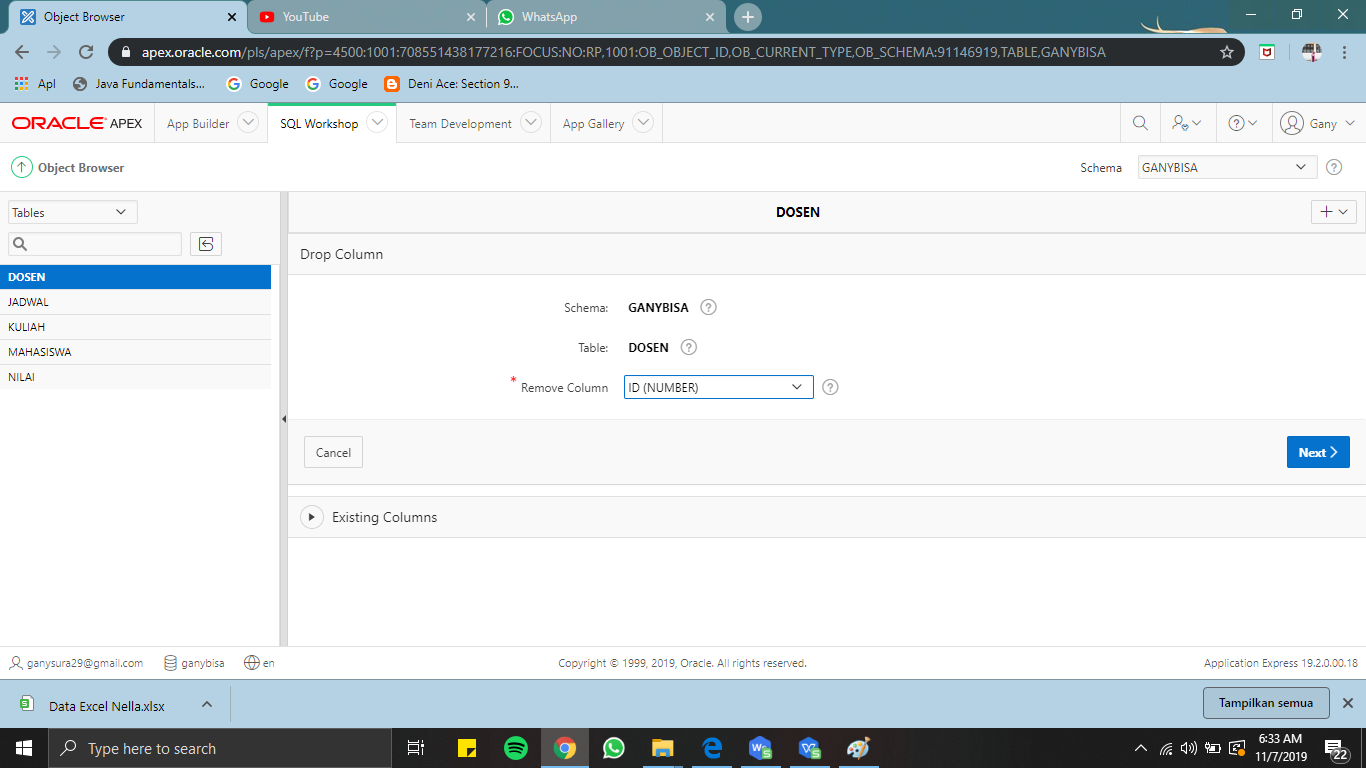 Object Browser
YouTube
WhatsApp
apex.oracle.com/pls/apex/f?p=4500:1001:708551438177216:FOCUS:NO:RP,1001:OB_OBJECT_ID,OB_CURRENT_TYPE,OB_SCHEMA:91146919,TABLE,GANYBISA
Apl
Java Fundamentals...
Google
Google
Deni Ace: Section 9...
ORACLE APEX
App Builder
SQL Workshop
Team Development
App Gallery
Gany
Object Browser
Schema
GANYBISA
Tables
DOSEN
JADWAL
KULIAH
MAHASISWA
NILAI
DOSEN
Drop Column
Schema: GANYBISA
Table: DOSEN
* Remove Column ID (NUMBER)
Cancel
Next
Existing Columns
ganysura29@gmail.com
ganybisa
en
Copyright © 1999, 2019, Oracle. All rights reserved.
Application Express 19.2.0.00.18
Data Excel Nella.xlsx
Tampilkan semua
Type here to search
6:33 AM
11/7/2019
22